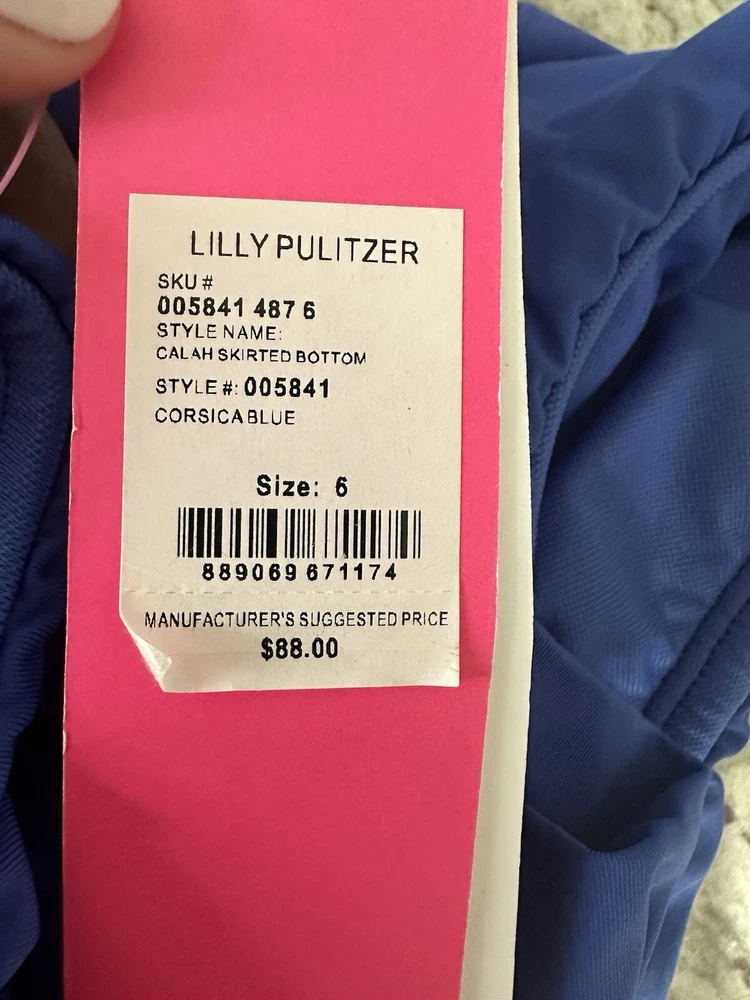 LILLY PULITZER
SKU #
005841 487 6
STYLE NAME:
CALAH SKIRTED BOTTOM
STYLE #: 005841
CORSICA BLUE
Size: 6
889069 671174
MANUFACTURER'S SUGGESTED PRICE
$88.00